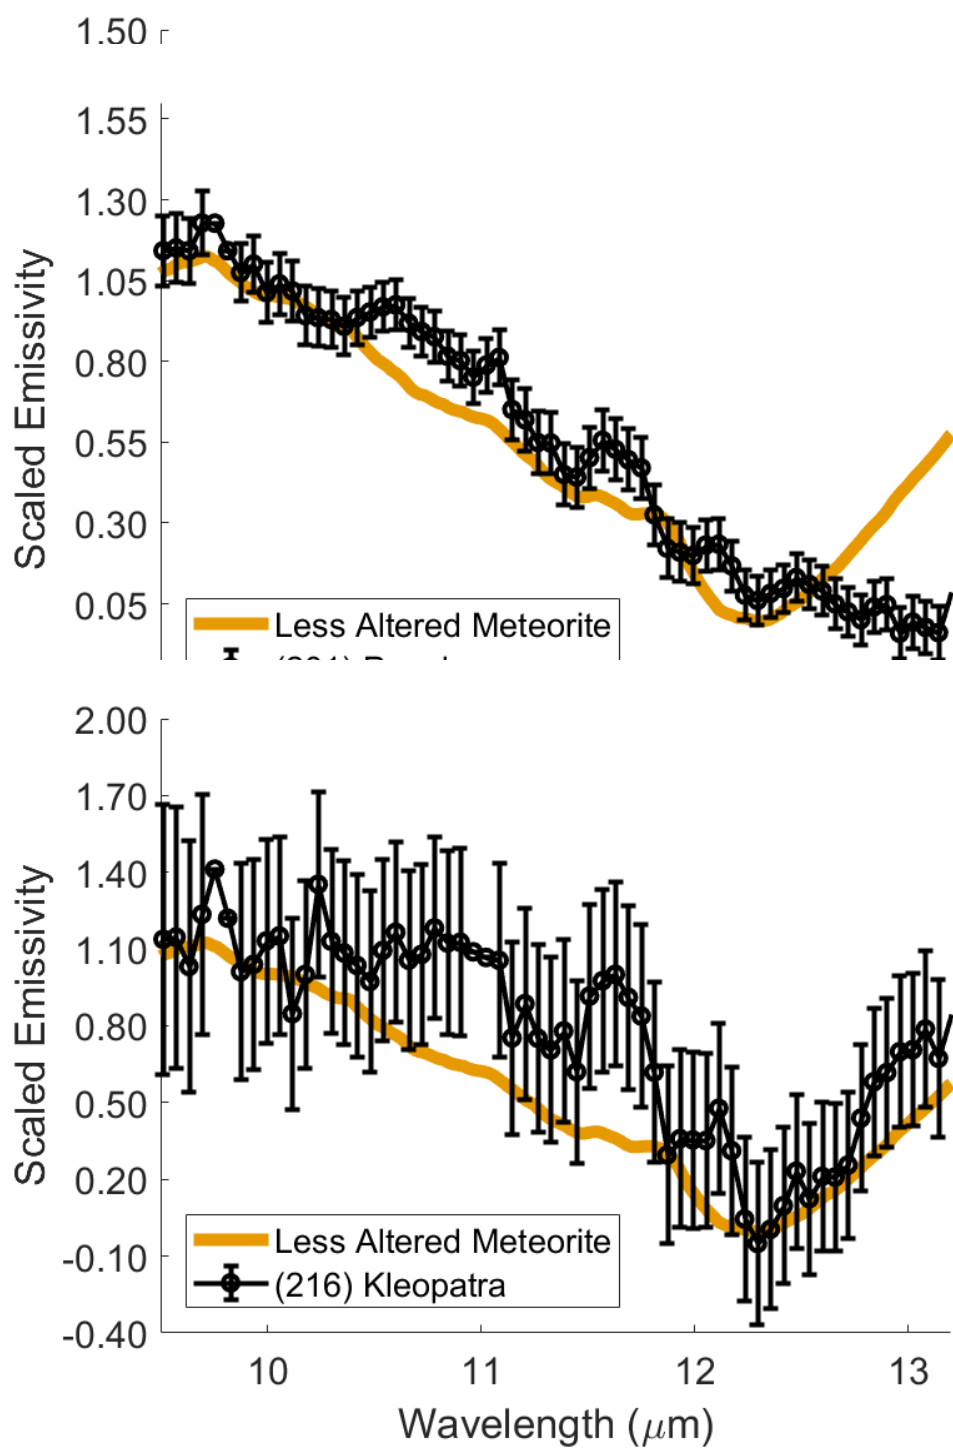 1.50
1.55
1.30
1.05
0.80
0.55
0.30
0.05
Scaled Emissivity
Less Altered Meteorite
2.00
1.70
1.40
1.10
0.80
0.50
0.20
-0.10
-0.40
Scaled Emissivity
Less Altered Meteorite
(216) Kleopatra
10 11 12 13
Wavelength (μm)